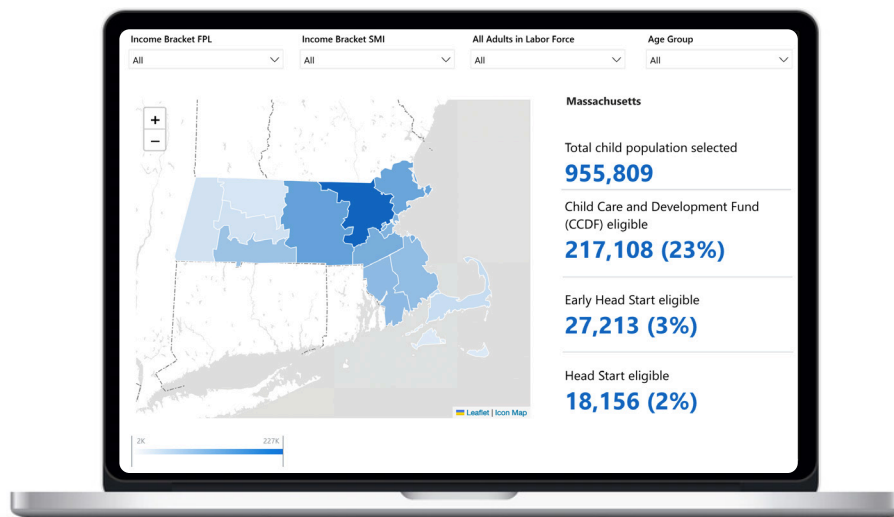 Income Bracket FPL
Income Bracket SMI
All Adults in Labor Force
Age Group
All
All
All
All
+
−
Massachusetts
Total child population selected
955,809
Child Care and Development Fund
(CCDF) eligible
217,108 (23%)
Early Head Start eligible
27,213 (3%)
Head Start eligible
18,156 (2%)
Leaflet | Icon Map
2K
227K